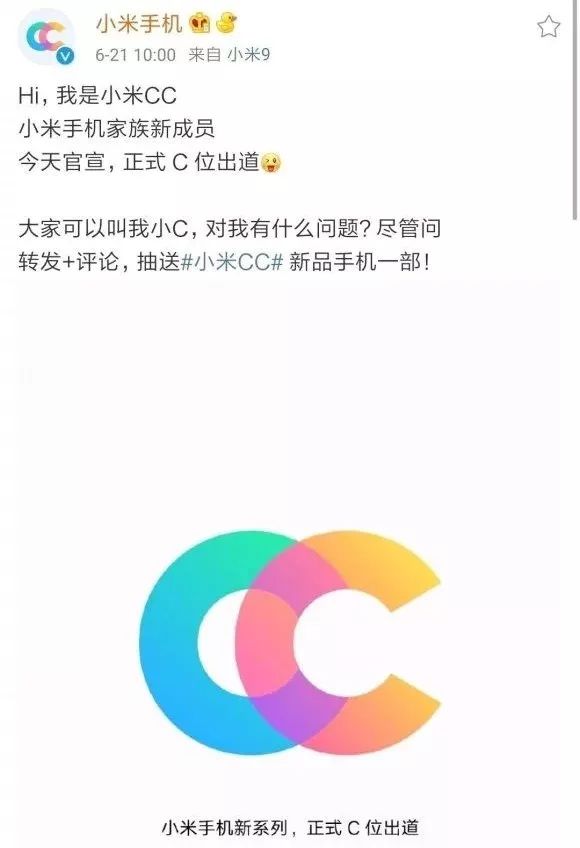 小米手机
6-21 10:00 来自 小米9
Hi, 我是小米CC
小米手机家族新成员
今天官宣, 正式 C 位出道
大家可以叫我小C, 对我有什么问题? 尽管问
转发+评论, 抽送#小米CC# 新品手机一部!
CC
小米手机新系列, 正式 C 位出道